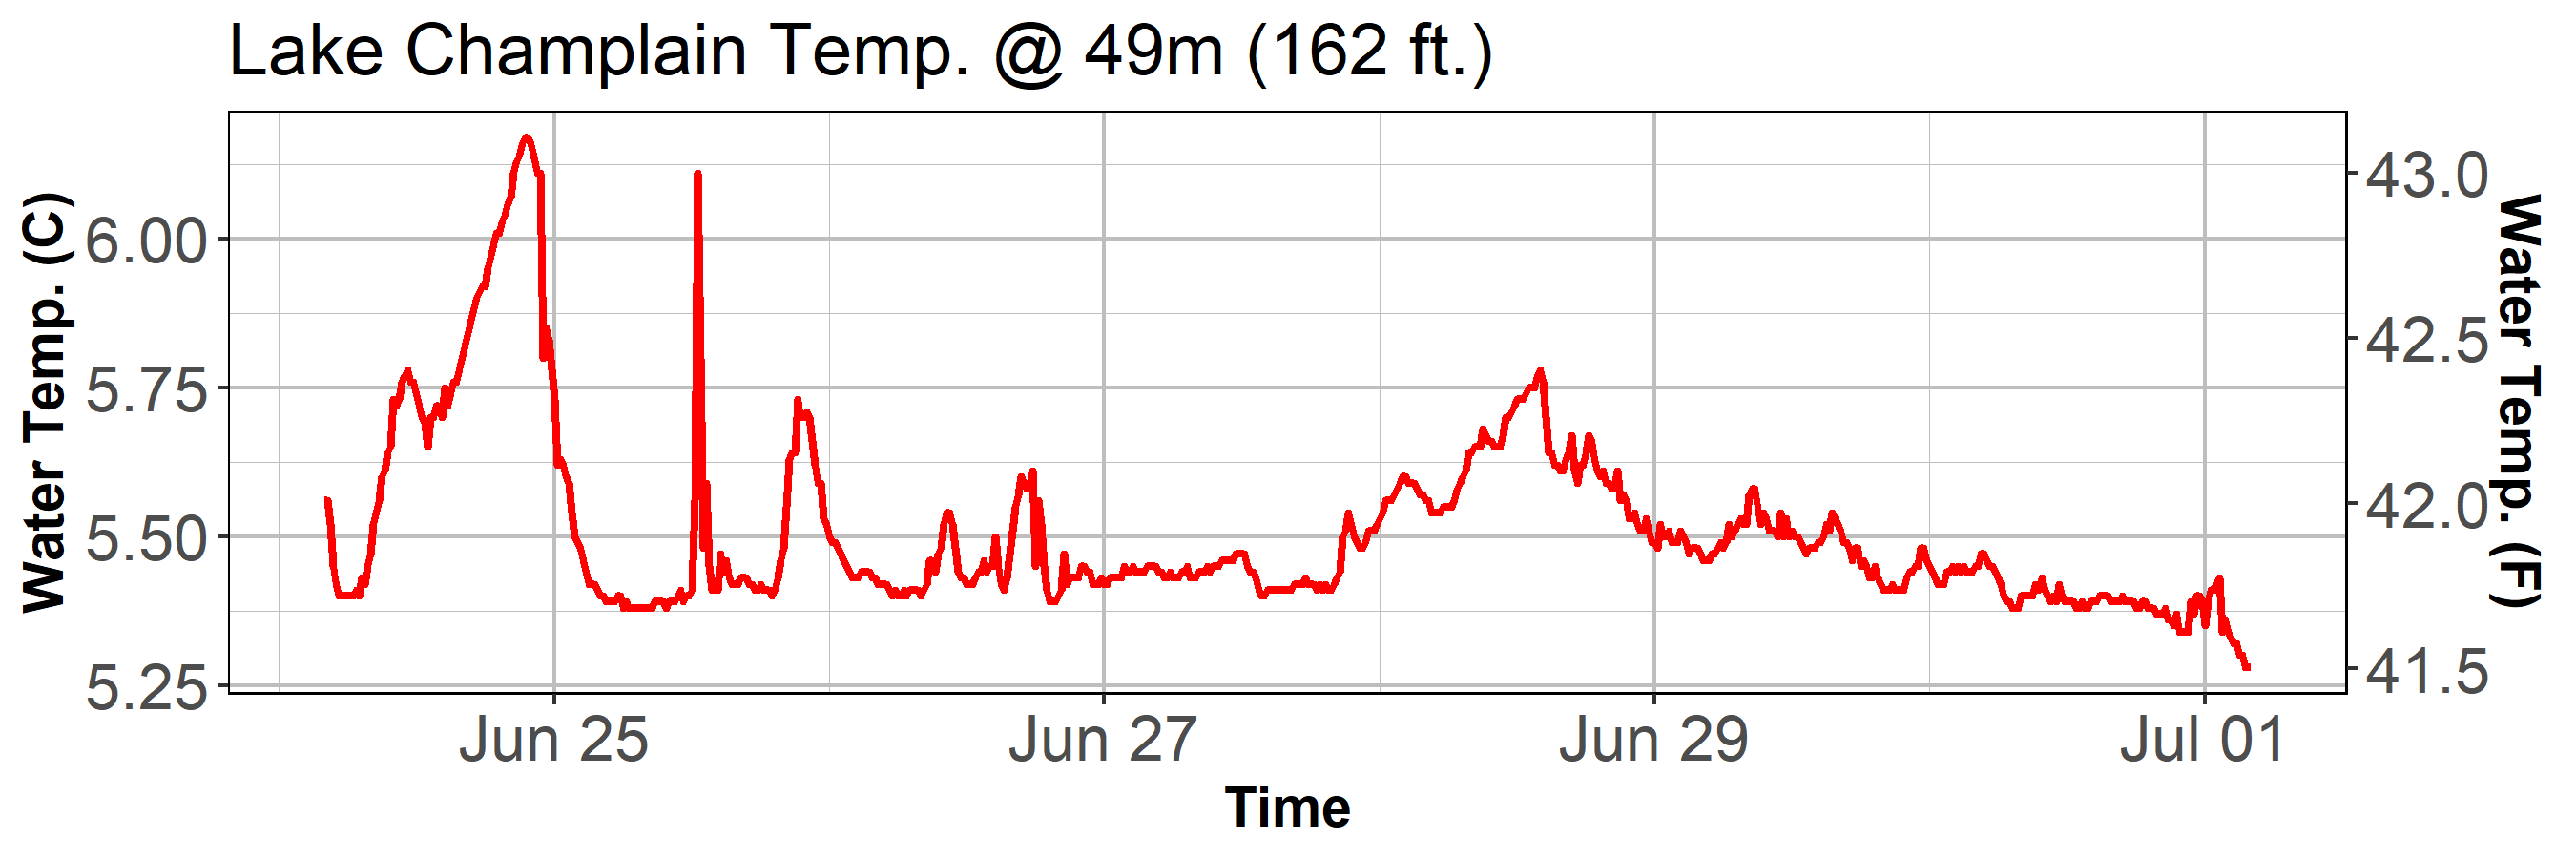 Lake Champlain Temp. @ 49m (162 ft.)
Water Temp. (C)
6.00
5.75
5.50
5.25
43.0
42.5
42.0
41.5
Water Temp. (F)
Jun 25 Jun 27 Jun 29 Jul 01
Time